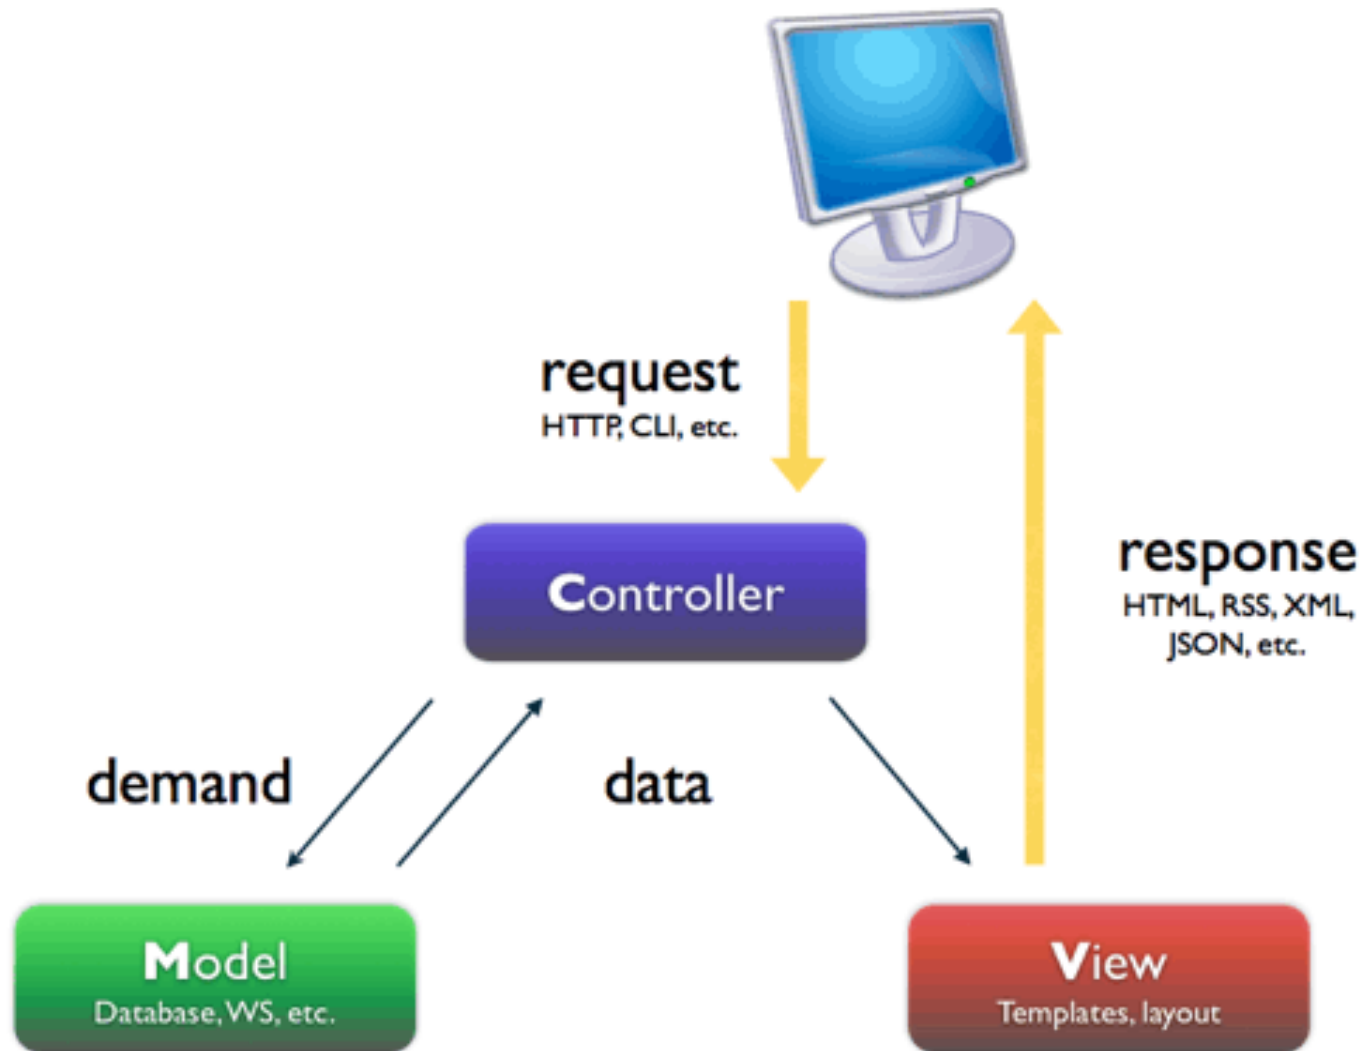 request
HTTP, CLI, etc.
Controller
response
HTML, RSS, XML,
JSON, etc.
demand
data
Model
Database, WS, etc.
View
Templates, layout